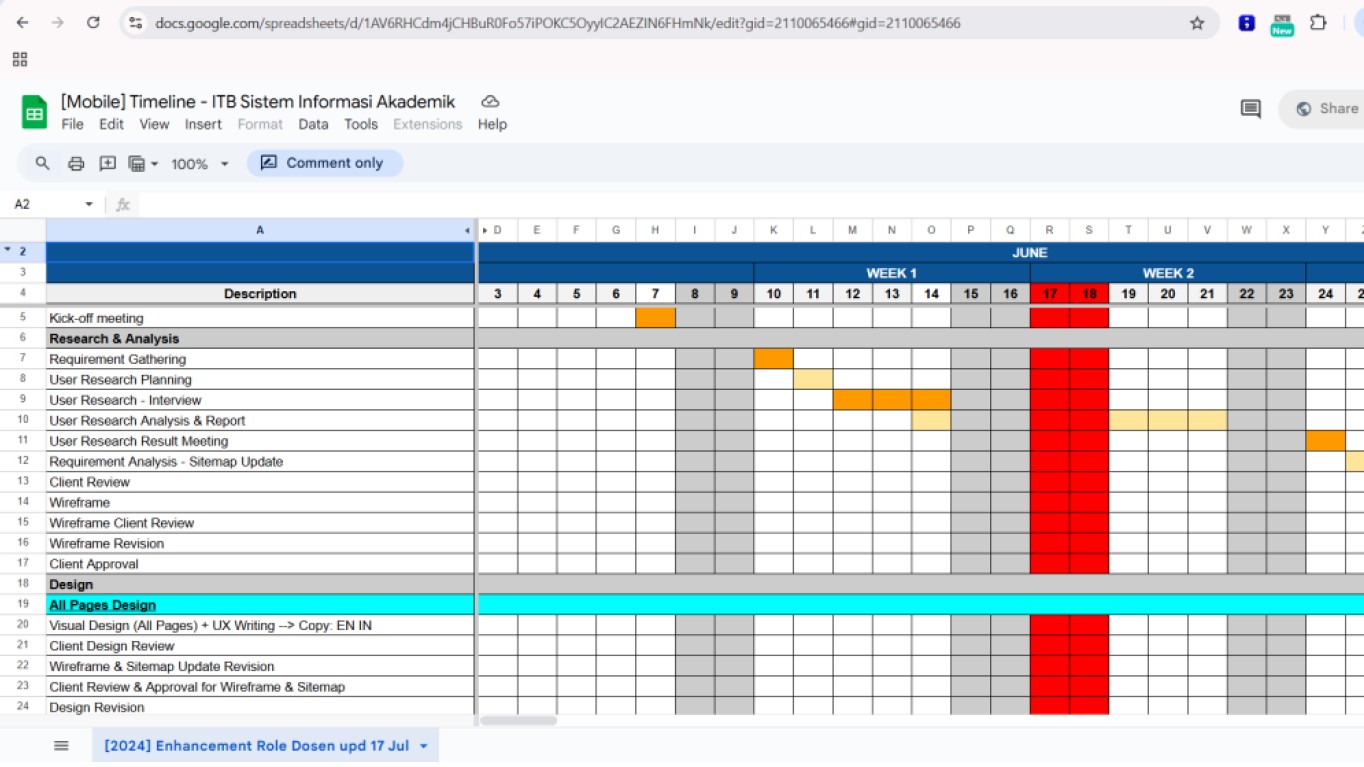 docs.google.com/spreadsheets/d/1AV6RHCdm4jCHBuR0Fo57iPOKC5OyyIC2AEZIN6FHmNk/edit?gid=2110065466#gid=2110065466
New
[Mobile] Timeline - ITB Sistem Informasi Akademik
File Edit View Insert Format Data Tools Extensions Help
Share
100% Comment only
A2 fx
A D E F G H I J K L M N O P Q R S T U V W X Y
2 JUNE
3 WEEK 1 WEEK 2
4 Description 3 4 5 6 7 8 9 10 11 12 13 14 15 16 17 18 19 20 21 22 23 24
5 Kick-off meeting
6 Research & Analysis
7 Requirement Gathering
8 User Research Planning
9 User Research - Interview
10 User Research Analysis & Report
11 User Research Result Meeting
12 Requirement Analysis - Sitemap Update
13 Client Review
14 Wireframe
15 Wireframe Client Review
16 Wireframe Revision
17 Client Approval
18 Design
19 All Pages Design
20 Visual Design (All Pages) + UX Writing --> Copy: EN IN
21 Client Design Review
22 Wireframe & Sitemap Update Revision
23 Client Review & Approval for Wireframe & Sitemap
24 Design Revision
[2024] Enhancement Role Dosen upd 17 Jul